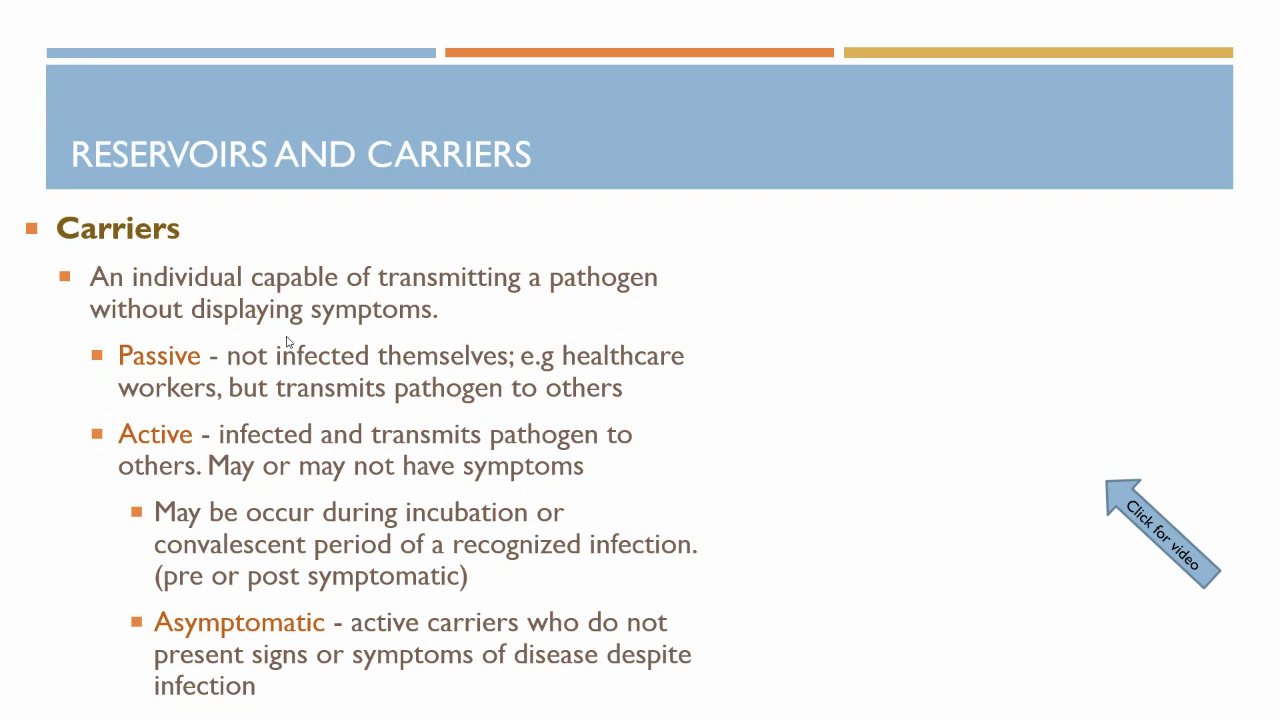 RESERVOIRS AND CARRIERS
Carriers
An individual capable of transmitting a pathogen
without displaying symptoms.
Passive - not infected themselves; e.g healthcare
workers, but transmits pathogen to others
Active - infected and transmits pathogen to
others. May or may not have symptoms
May be occur during incubation or
convalescent period of a recognized infection.
(pre or post symptomatic)
Asymptomatic - active carriers who do not
present signs or symptoms of disease despite
infection
Click for video